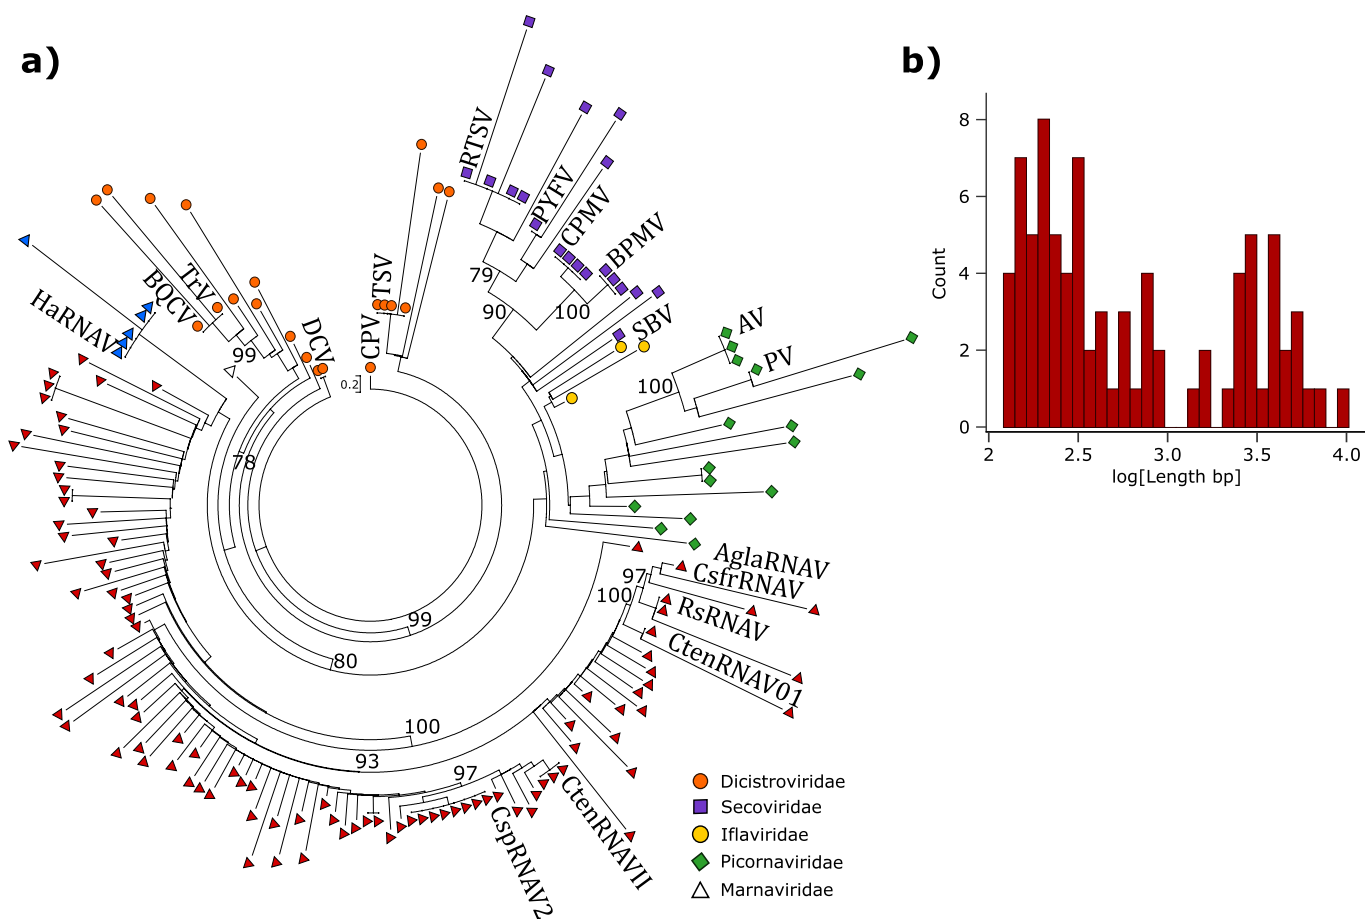 a)
b)
RTSV
PYFV
CPMV
BPMV
TSV
CPV
TrV
BQCV
HaRNAV
DCV
SBV
AV
PV
79
90
100
99
0.2
100
78
AglaRNAV
CsfrRNAV
97
100
RsRNAV
CtenRNAV01
99
80
100
93
97
CspRNAV2
CtenRNAVII
Dicistroviridae
Secoviridae
Iflaviridae
Picornaviridae
Marnaviridae
8
6
4
2
0
Count
2 2.5 3.0 3.5 4.0
log[Length bp]